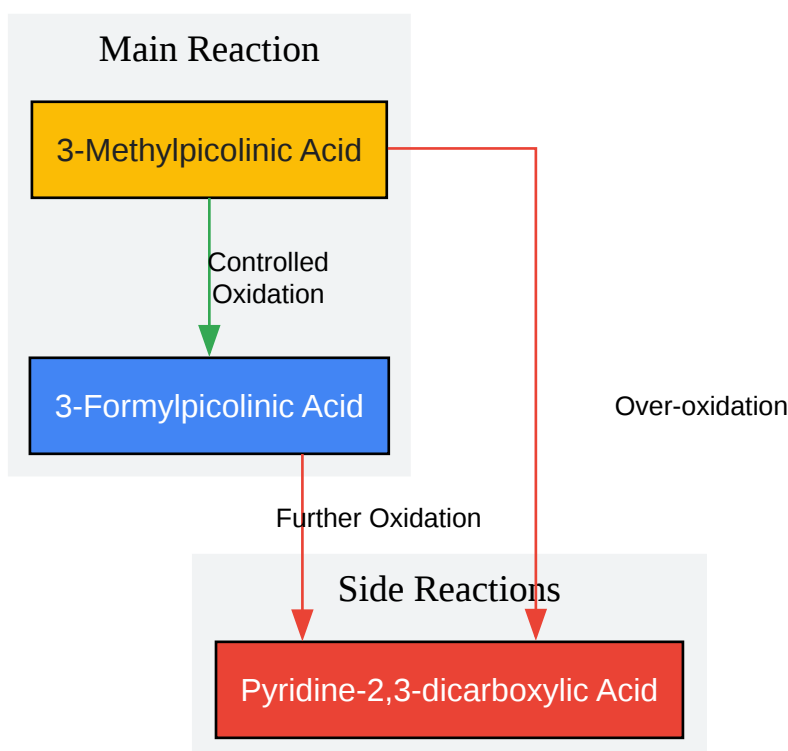 Main Reaction
3-Methylpicolinic Acid
Controlled
Oxidation
3-Formylpicolinic Acid
Over-oxidation
Further Oxidation
Side Reactions
Pyridine-2,3-dicarboxylic Acid